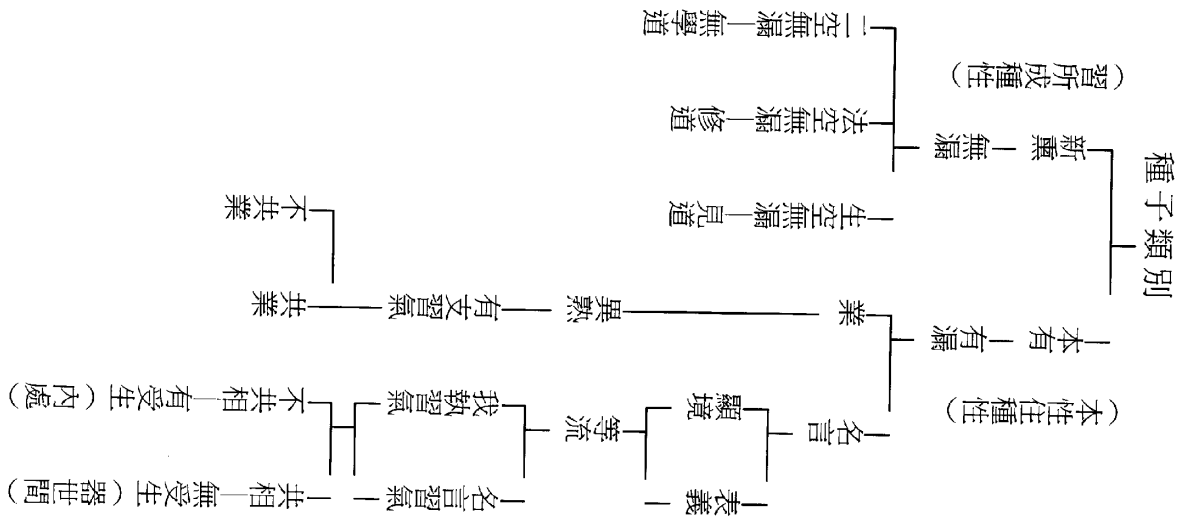 種子類別
新熏—無漏
（習所成種性）
二空無漏—無學道
法空無漏—修道
生空無漏—見道
本有—有漏
（本性住種性）
業—異熟—有支習氣—共業
不共業
名言
顯境
表義
等流
我執習氣
名言習氣
不共相—有受生（內處）
共相—無受生（器世間）